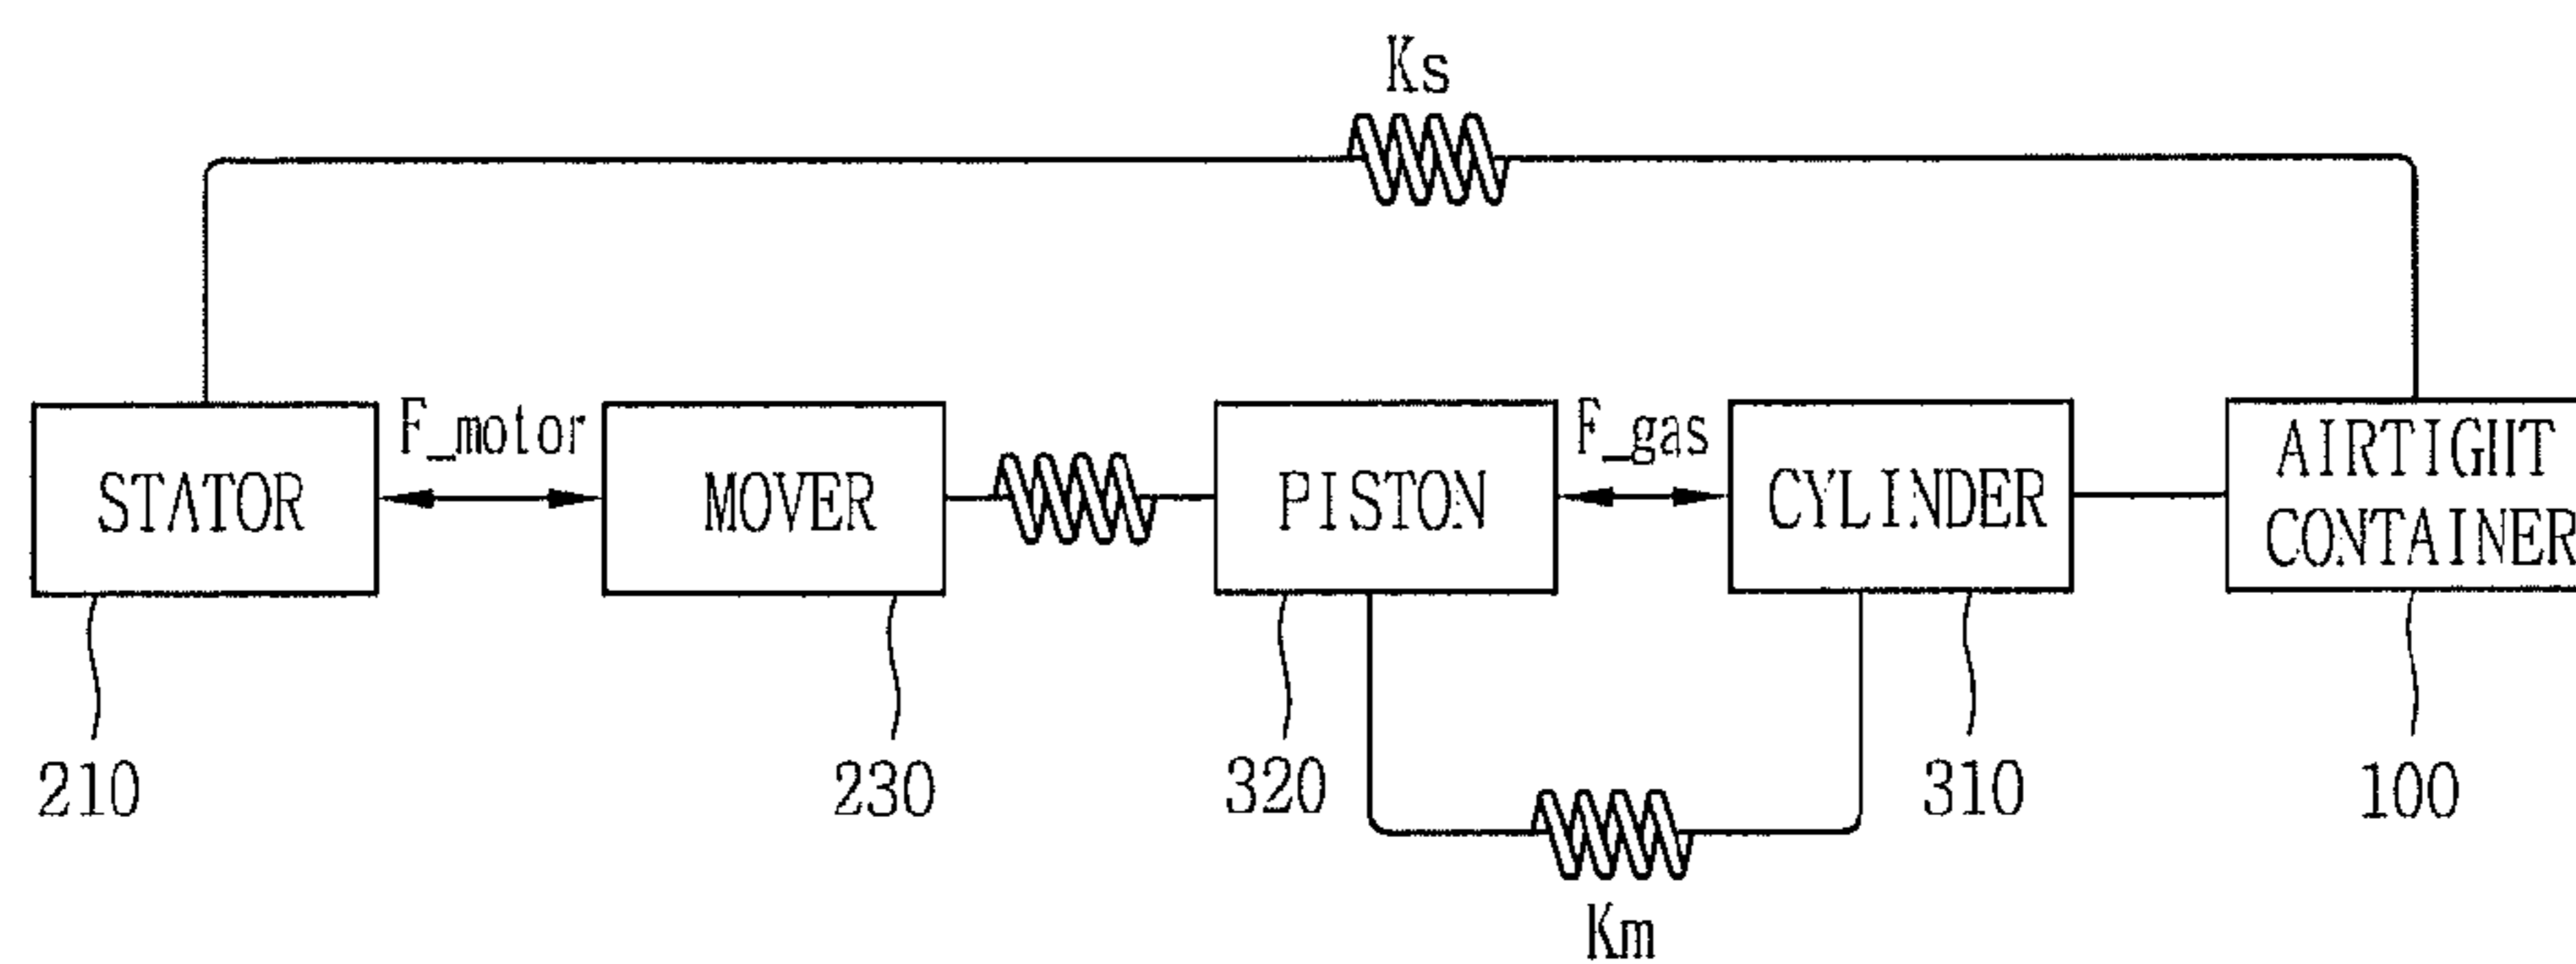 Ks
F_motor
F_gas
STATOR
MOVER
PISTON
CYLINDER
AIRTIGHT
CONTAINER
210
230
320
310
100
Km